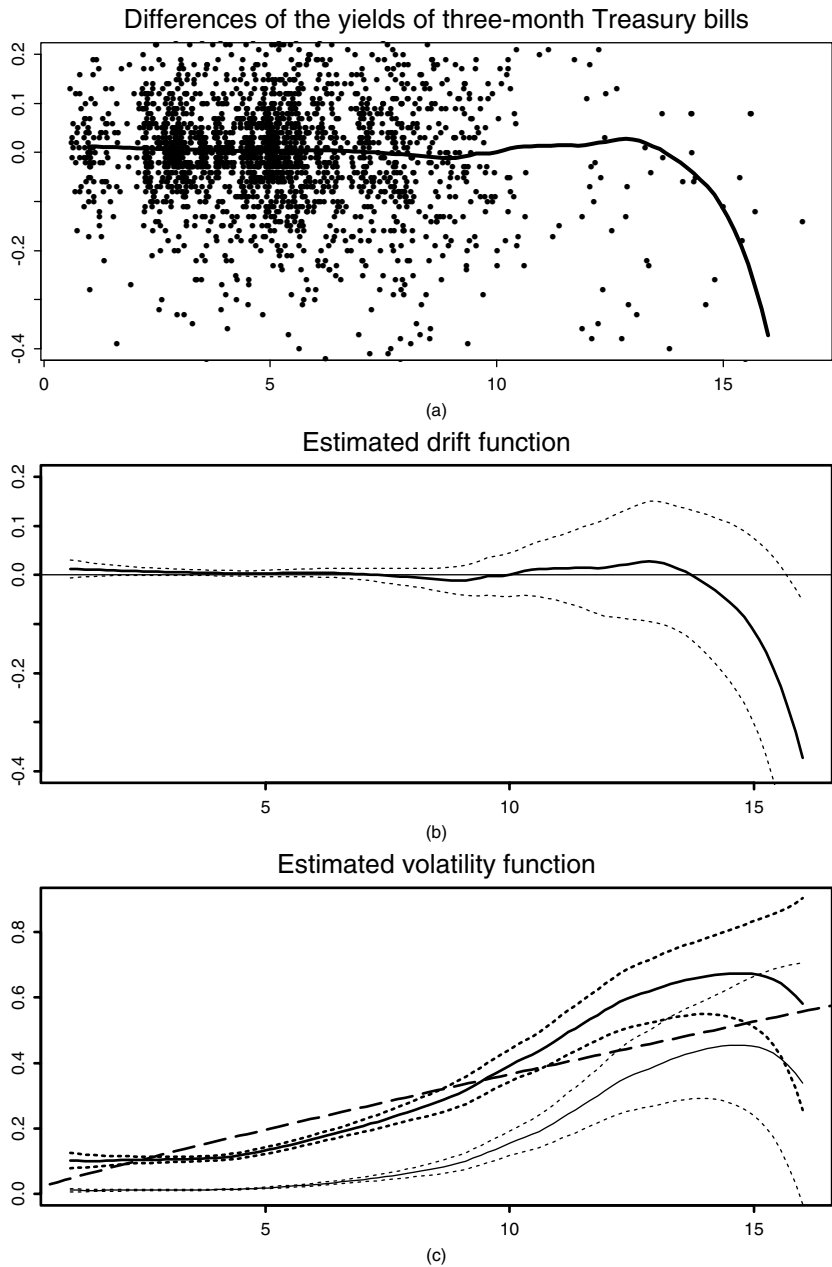 Differences of the yields of three-month Treasury bills
0.2
0.1
0.0
-0.2
-0.4
0 5 10 15
(a)
Estimated drift function
0.2
0.1
0.0
-0.2
-0.4
5 10 15
(b)
Estimated volatility function
0.8
0.6
0.4
0.2
0.0
5 10 15
(c)